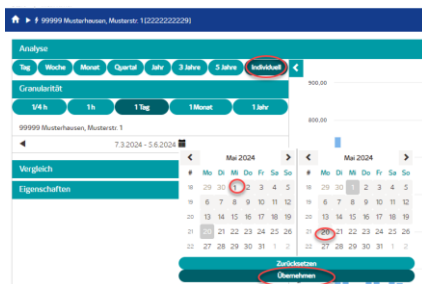 99999 Musterhausen, Musterstr. 1 [2222222229]
Analyse
Tag Woche Monat Quartal Jahr 3 Jahre 5 Jahre Individuell
Granularität
1/4 h 1 h 1 Tag 1 Monat 1 Jahr
99999 Musterhausen, Musterstr. 1
7.3.2024 - 5.6.2024
Vergleich
Eigenschaften
900,00
800,00
Mai 2024
# Mo Di Mi Do Fr Sa So
18 29 30 1 2 3 4 5
19 6 7 8 9 10 11 12
20 13 14 15 16 17 18 19
21 20 21 22 23 24 25 26
22 27 28 29 30 31 1 2
Mai 2024
# Mo Di Mi Do Fr Sa So
18 29 30 1 2 3 4 5
19 6 7 8 9 10 11 12
20 13 14 15 16 17 18 19
21 20 21 22 23 24 25 26
22 27 28 29 30 31 1 2
Zurücksetzen
Übernehmen